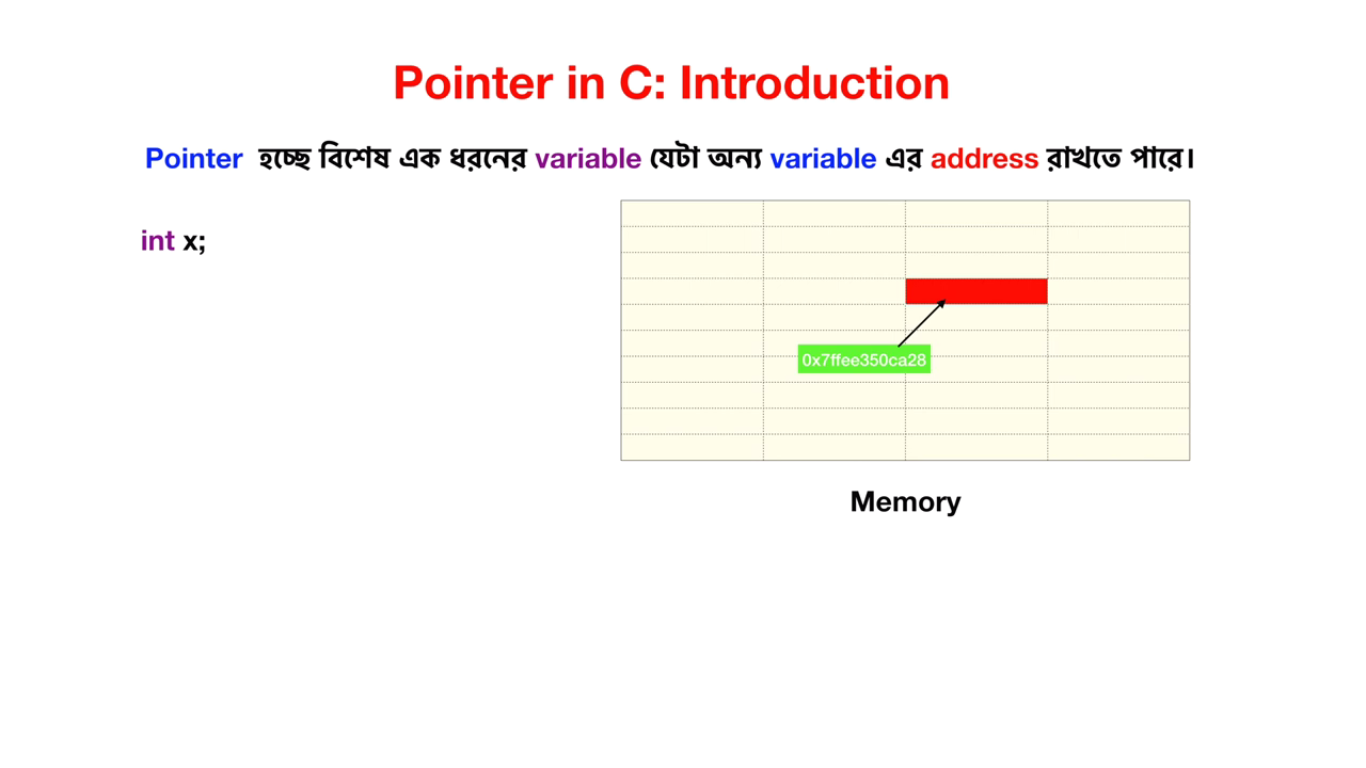 Pointer in C: Introduction
Pointer হচ্ছে বিশেষ এক ধরনের variable যেটা অন্য variable এর address রাখতে পারে।
int x;
0x7ffee350ca28
Memory